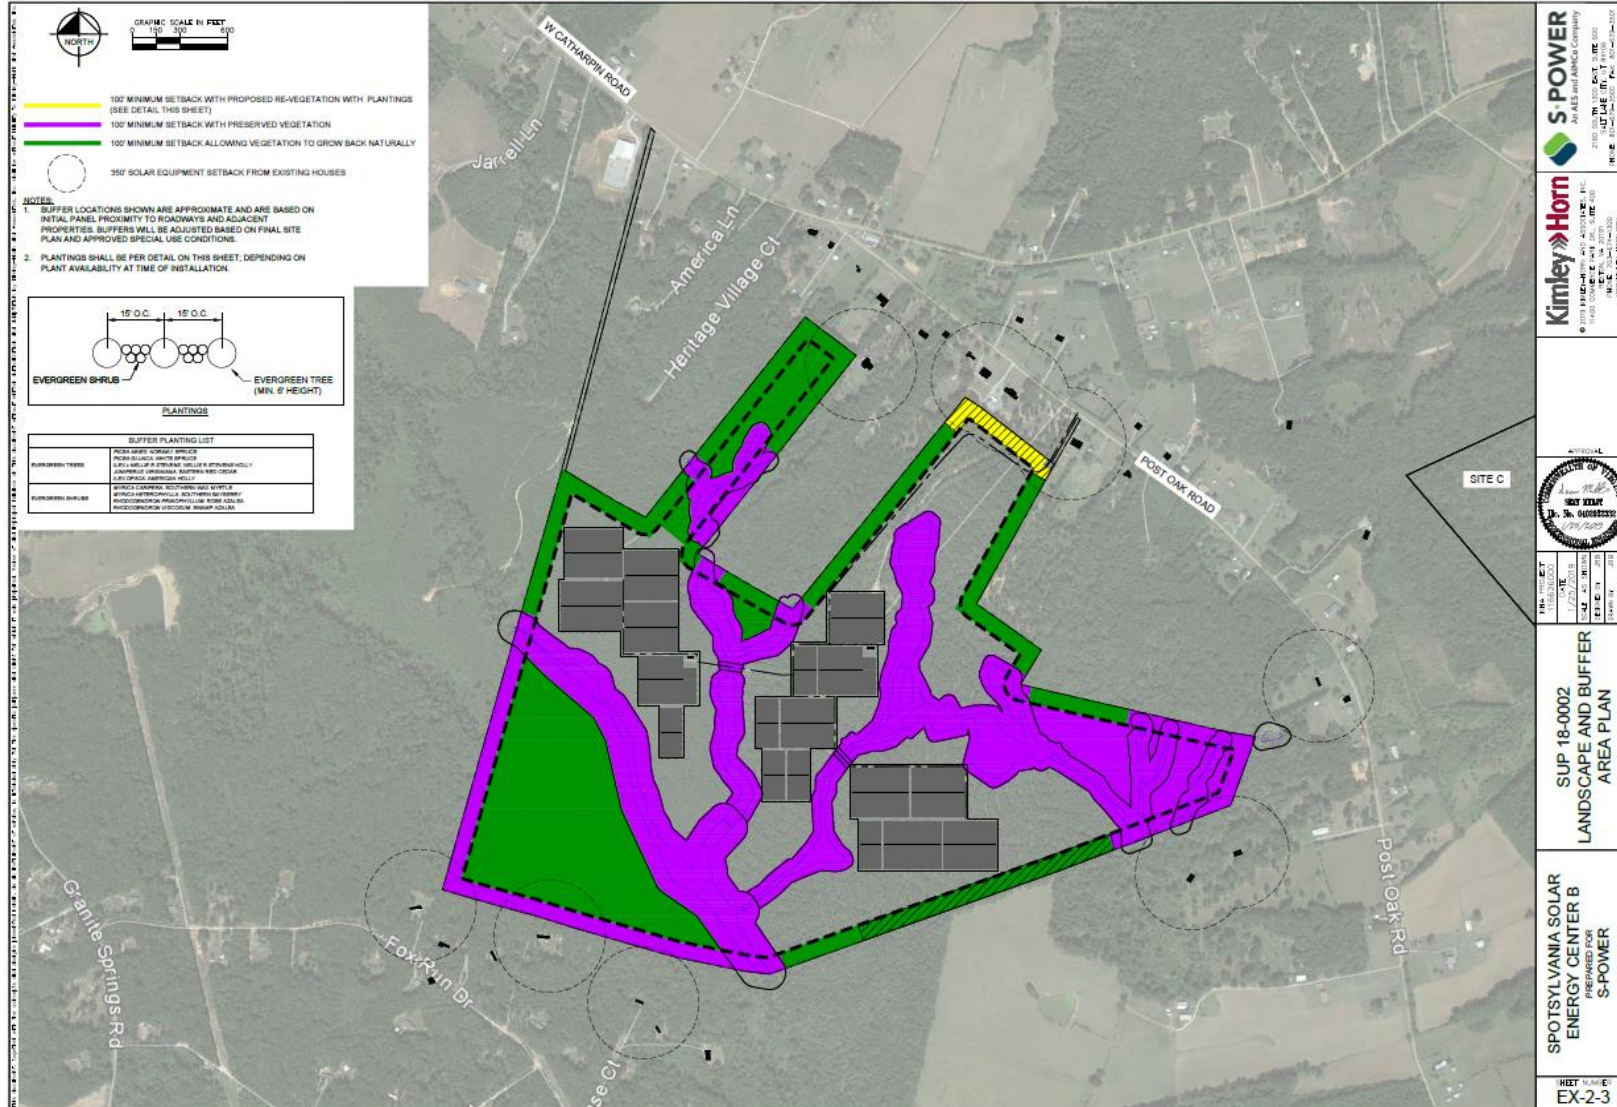 GRAPHIC SCALE IN FEET
0 150 300 600
NORTH
100' MINIMUM SETBACK WITH PROPOSED RE-VEGETATION WITH PLANTINGS
(SEE DETAIL THIS SHEET)
100' MINIMUM SETBACK WITH PRESERVED VEGETATION
100' MINIMUM SETBACK ALLOWING VEGETATION TO GROW BACK NATURALLY
350' SOLAR EQUIPMENT SETBACK FROM EXISTING HOUSES
NOTES:
1. BUFFER LOCATIONS SHOWN ARE APPROXIMATE AND ARE BASED ON
INITIAL PANEL PROXIMITY TO ROADWAYS AND ADJACENT
PROPERTIES. BUFFERS WILL BE ADJUSTED BASED ON FINAL SITE
PLAN AND APPROVED SPECIAL USE CONDITIONS.
2. PLANTINGS SHALL BE PER DETAIL ON THIS SHEET; DEPENDING ON
PLANT AVAILABILITY AT TIME OF INSTALLATION.
15' O.C. 15' O.C.
EVERGREEN SHRUB
EVERGREEN TREE
(MIN. 6' HEIGHT)
PLANTINGS
BUFFER PLANTING LIST
EVERGREEN TREES
EVERGREEN SHRUBS
W CATHARPIN ROAD
Jarrell Ln
America Ln
Heritage Village Ct
POST OAK ROAD
SITE C
Post Oak Rd
Granite Springs Rd
Fox Run Dr
se Ct
S-POWER
An AES and AIMCo Company
Kimley»Horn
APPROVAL
DATE
1/25/2019
SUP 18-0002
LANDSCAPE AND BUFFER
AREA PLAN
SPOTSYLVANIA SOLAR
ENERGY CENTER B
PREPARED FOR
S-POWER
SHEET NUMBER
EX-2-3